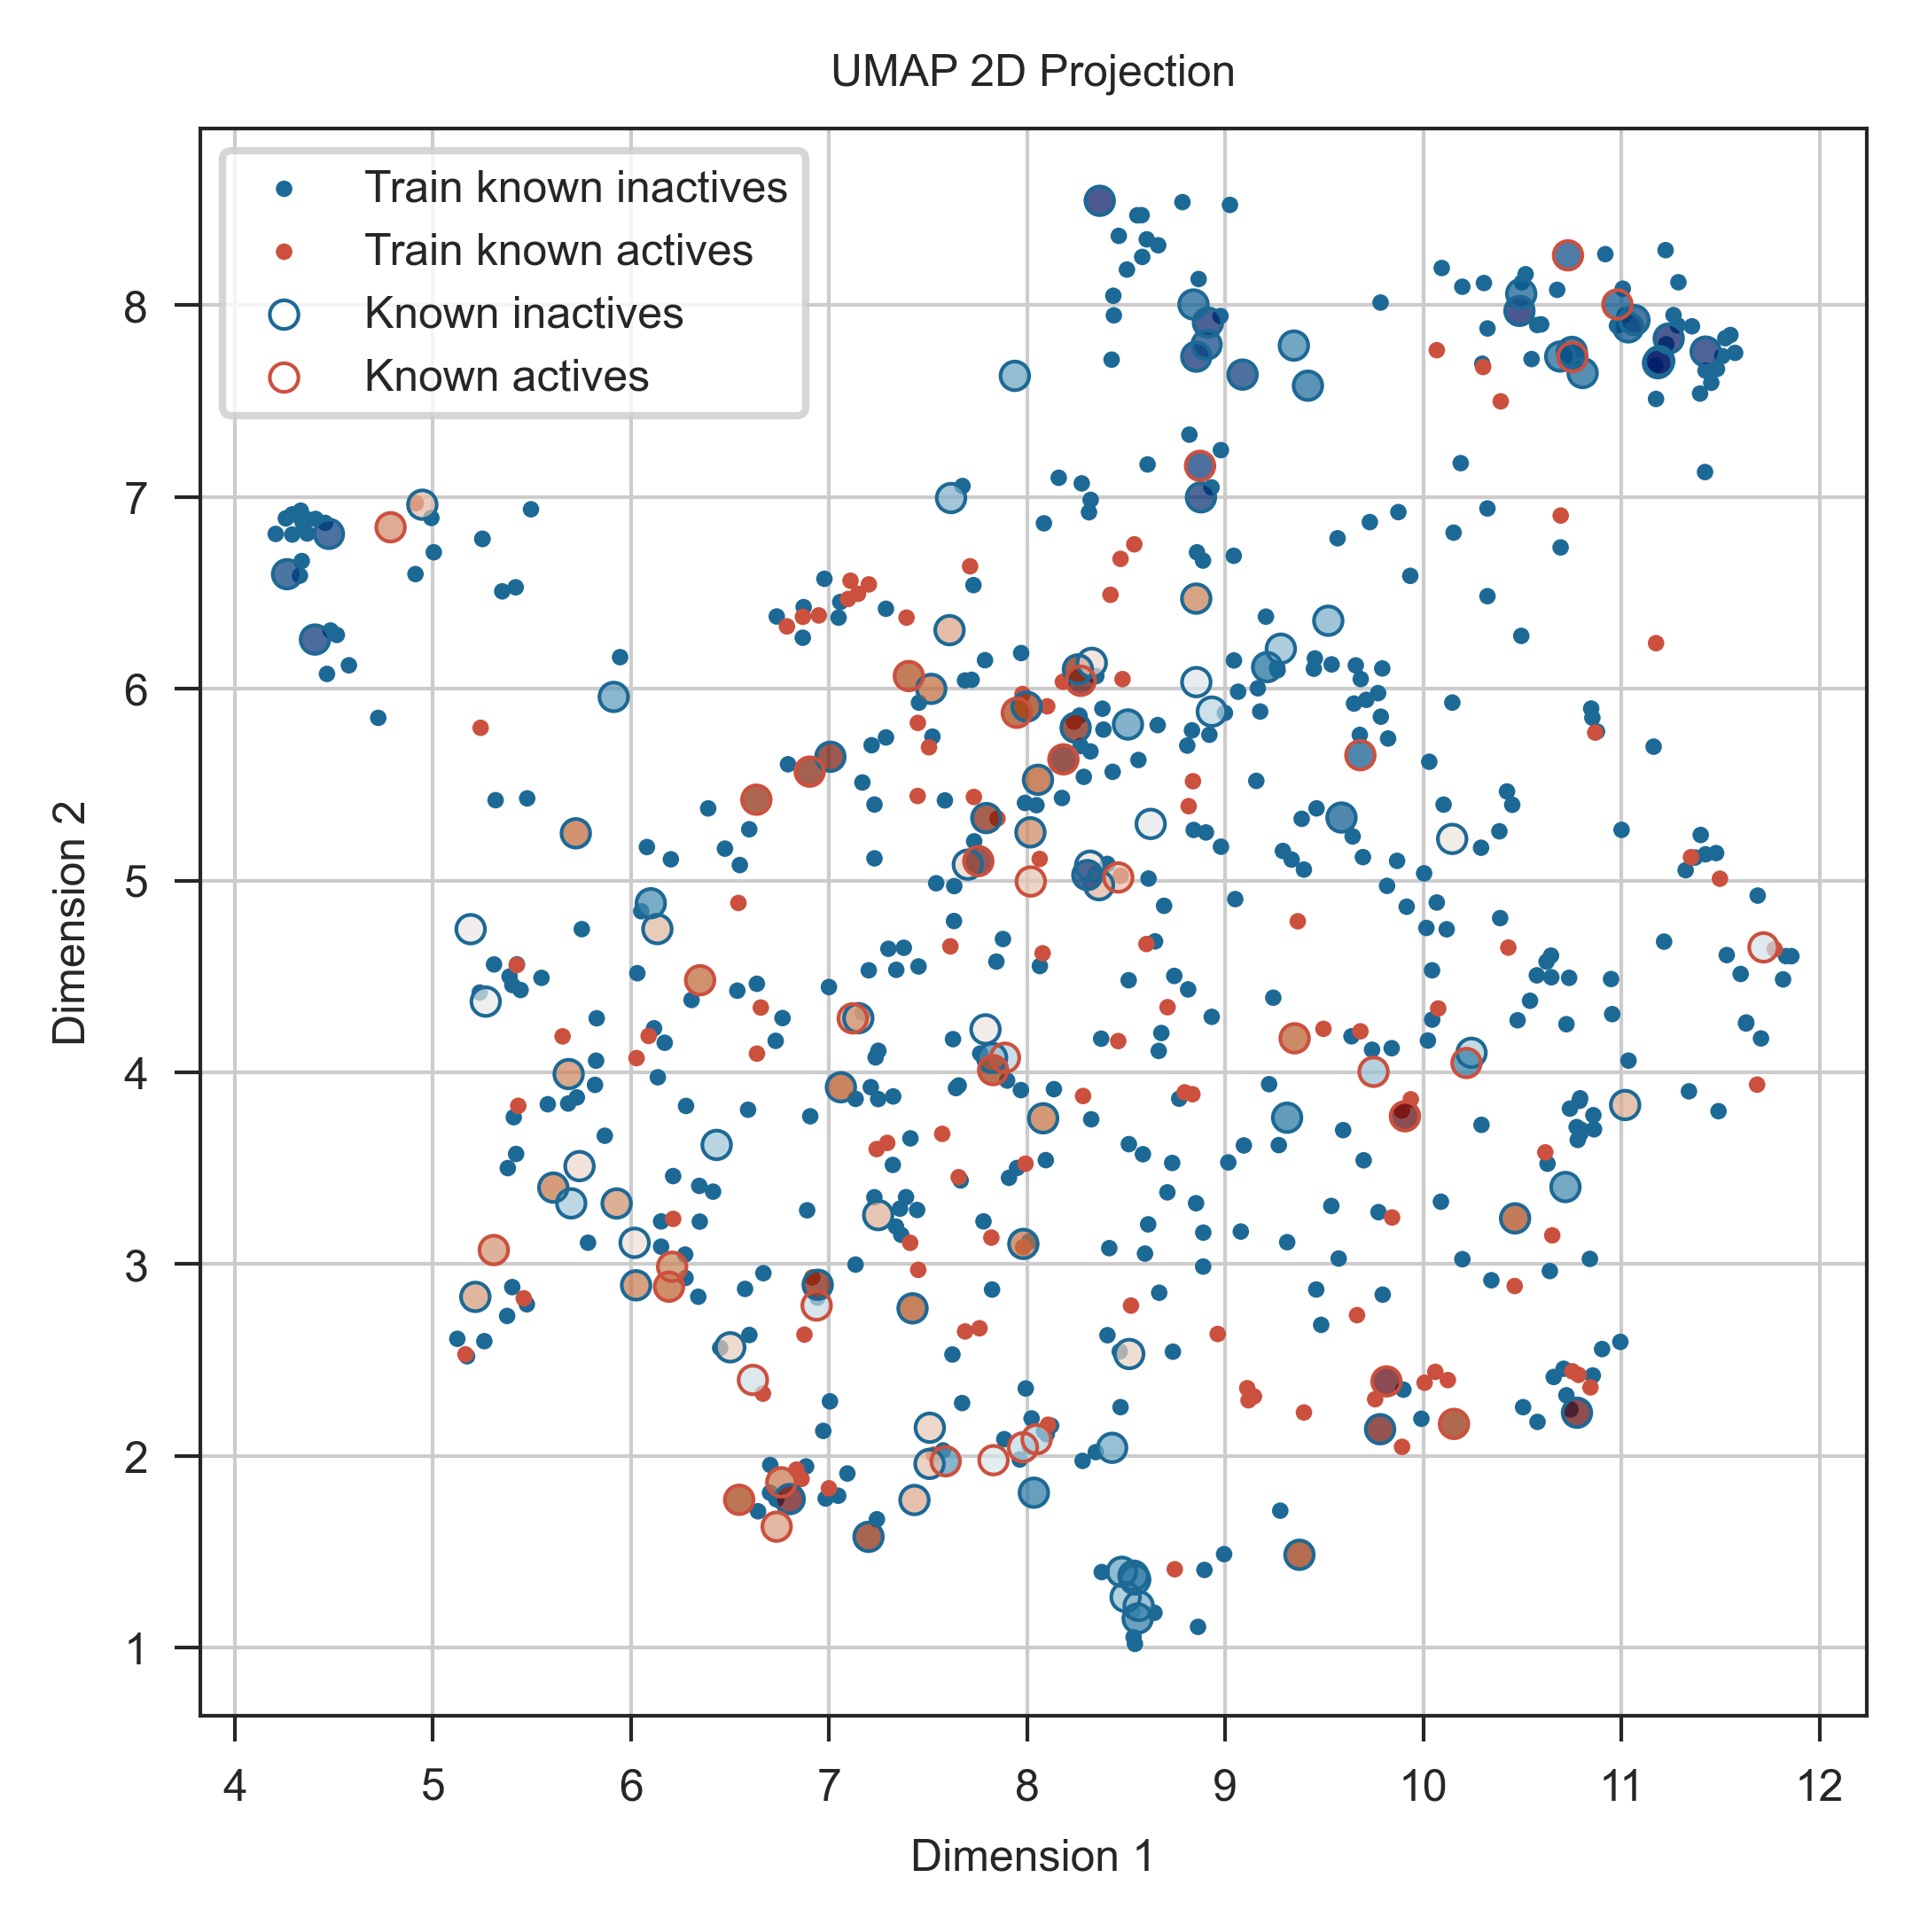 UMAP 2D Projection
Train known inactives
Train known actives
Known inactives
Known actives
8
7
6
5
4
3
2
1
Dimension 2
4 5 6 7 8 9 10 11 12
Dimension 1